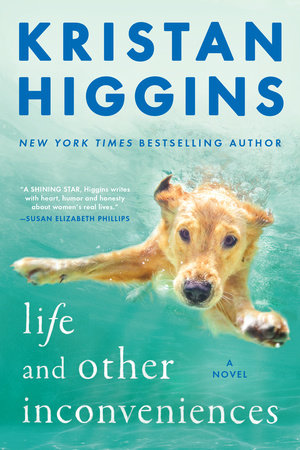 KRISTAN
HIGGINS
NEW YORK TIMES BESTSELLING AUTHOR
"A SHINING STAR, Higgins writes
with heart, humor and honesty
about women's real lives."
—SUSAN ELIZABETH PHILLIPS
life
and other
A
NOVEL
inconveniences